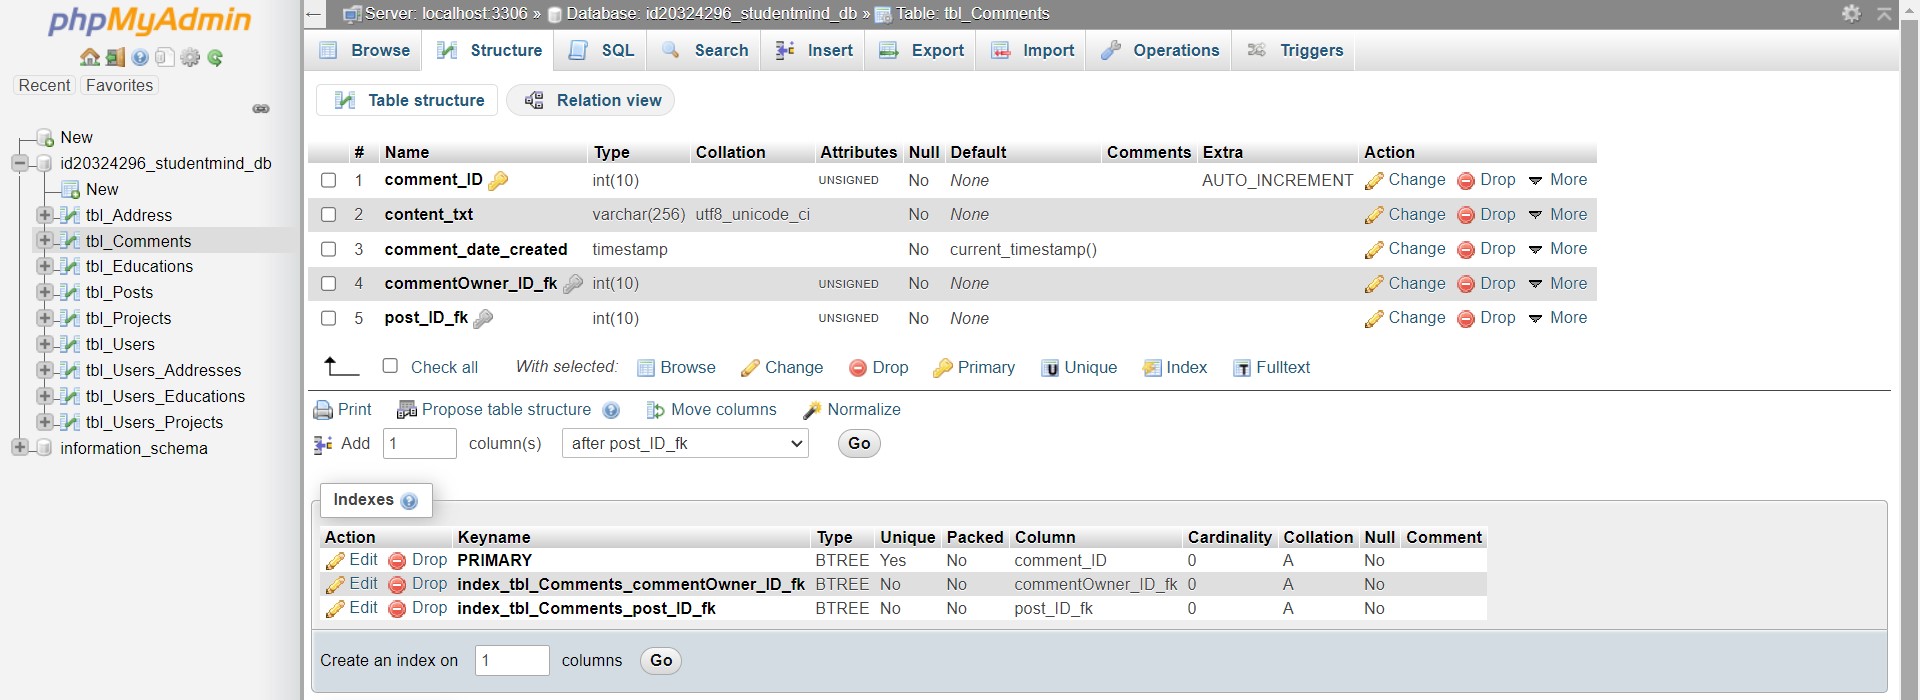 phpMyAdmin
Recent Favorites
New
id20324296_studentmind_db
New
tbl_Address
tbl_Comments
tbl_Educations
tbl_Posts
tbl_Projects
tbl_Users
tbl_Users_Addresses
tbl_Users_Educations
tbl_Users_Projects
information_schema
Server: localhost:3306 » Database: id20324296_studentmind_db » Table: tbl_Comments
Browse Structure SQL Search Insert Export Import Operations Triggers
Table structure Relation view
# Name Type Collation Attributes Null Default Comments Extra Action
1 comment_ID int(10) UNSIGNED No None AUTO_INCREMENT Change Drop More
2 content_txt varchar(256) utf8_unicode_ci No None Change Drop More
3 comment_date_created timestamp No current_timestamp() Change Drop More
4 commentOwner_ID_fk int(10) UNSIGNED No None Change Drop More
5 post_ID_fk int(10) UNSIGNED No None Change Drop More
Check all With selected: Browse Change Drop Primary U Unique Index T Fulltext
Print Propose table structure Move columns Normalize
Add 1 column(s) after post_ID_fk Go
Indexes
Action Keyname Type Unique Packed Column Cardinality Collation Null Comment
Edit Drop PRIMARY BTREE Yes No comment_ID 0 A No
Edit Drop index_tbl_Comments_commentOwner_ID_fk BTREE No No commentOwner_ID_fk 0 A No
Edit Drop index_tbl_Comments_post_ID_fk BTREE No No post_ID_fk 0 A No
Create an index on 1 columns Go